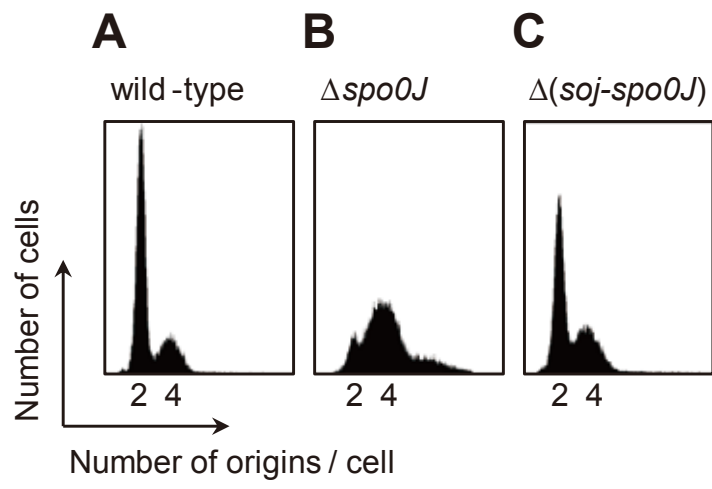 A B C
wild -type Δspo0J Δ(soj-spo0J)
Number of cells
2 4 2 4 2 4
Number of origins / cell